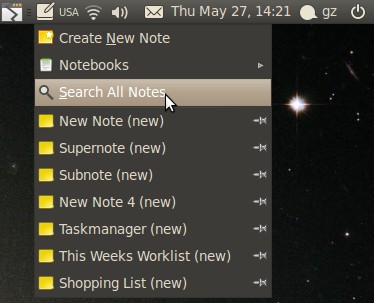 USA Thu May 27, 14:21 gz
Create New Note
Notebooks
Search All Notes
New Note (new)
Supernote (new)
Subnote (new)
New Note 4 (new)
Taskmanager (new)
This Weeks Worklist (new)
Shopping List (new)